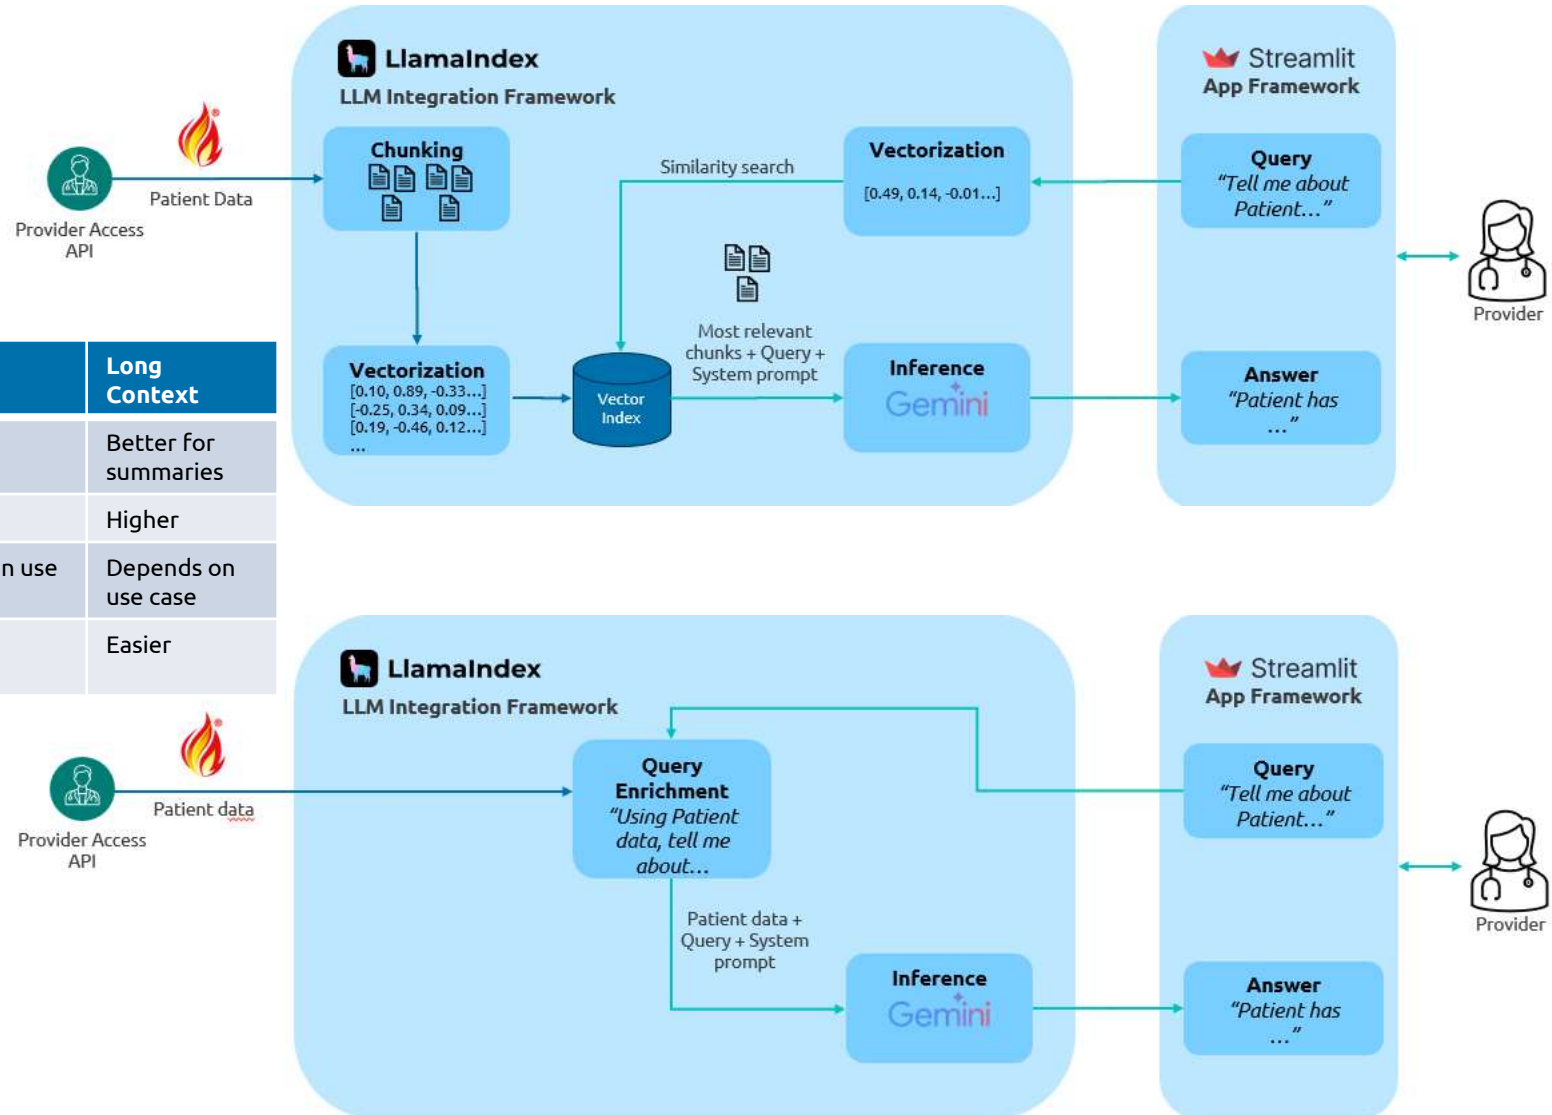 LlamaIndex
LLM Integration Framework
Chunking
Vectorization
[0.49, 0.14, -0.01...]
Similarity search
Patient Data
Provider Access
API
Most relevant
chunks + Query +
System prompt
Vectorization
[0.10, 0.89, -0.33...]
[-0.25, 0.34, 0.09...]
[0.19, -0.46, 0.12...]
...
Vector
Index
Inference
Gemini
Streamlit
App Framework
Query
“Tell me about
Patient…”
Answer
“Patient has
…”
Provider
Long
Context
Better for
summaries
Higher
n use
Depends on
use case
Easier
LlamaIndex
LLM Integration Framework
Patient data
Provider Access
API
Query
Enrichment
“Using Patient
data, tell me
about…
Patient data +
Query + System
prompt
Inference
Gemini
Streamlit
App Framework
Query
“Tell me about
Patient…”
Answer
“Patient has
…”
Provider